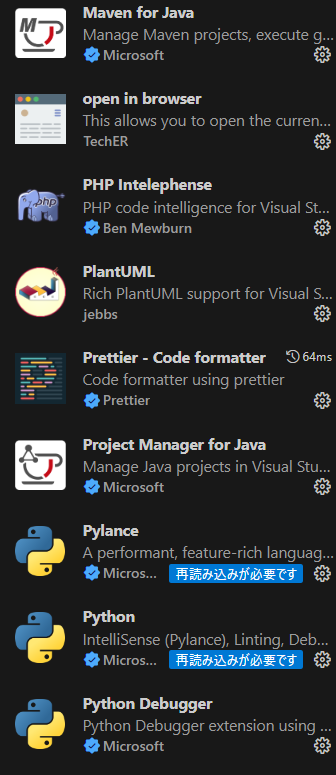 Maven for Java
Manage Maven projects, execute g...
Microsoft
open in browser
This allows you to open the curren...
TechER
PHP Intelephense
PHP code intelligence for Visual St...
Ben Mewburn
PlantUML
Rich PlantUML support for Visual S...
jebbs
Prettier - Code formatter 64ms
Code formatter using prettier
Prettier
Project Manager for Java
Manage Java projects in Visual Stu...
Microsoft
Pylance
A performant, feature-rich languag...
Micros... 再読み込みが必要です
Python
IntelliSense (Pylance), Linting, Deb...
Micros... 再読み込みが必要です
Python Debugger
Python Debugger extension using ...
Microsoft